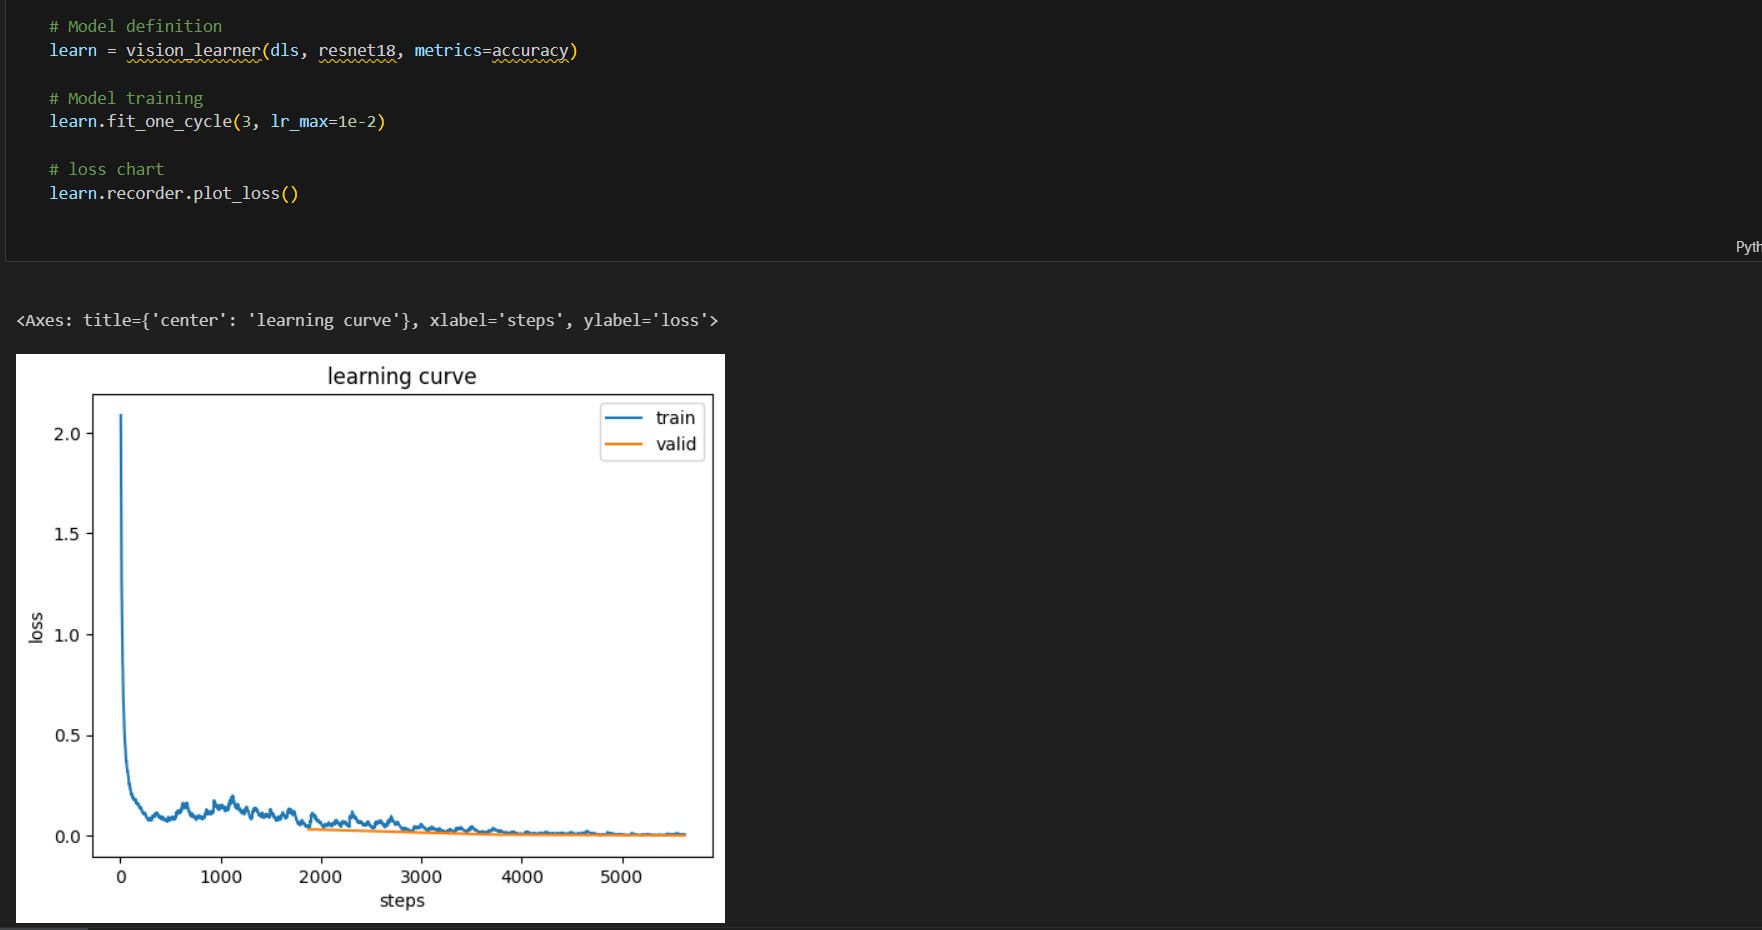 # Model definition
learn = vision_learner(dls, resnet18, metrics=accuracy)
# Model training
learn.fit_one_cycle(3, lr_max=1e-2)
# loss chart
learn.recorder.plot_loss()
Pyth
<Axes: title={'center': 'learning curve'}, xlabel='steps', ylabel='loss'>
learning curve
train
valid
2.0
1.5
1.0
0.5
0.0
loss
0 1000 2000 3000 4000 5000
steps